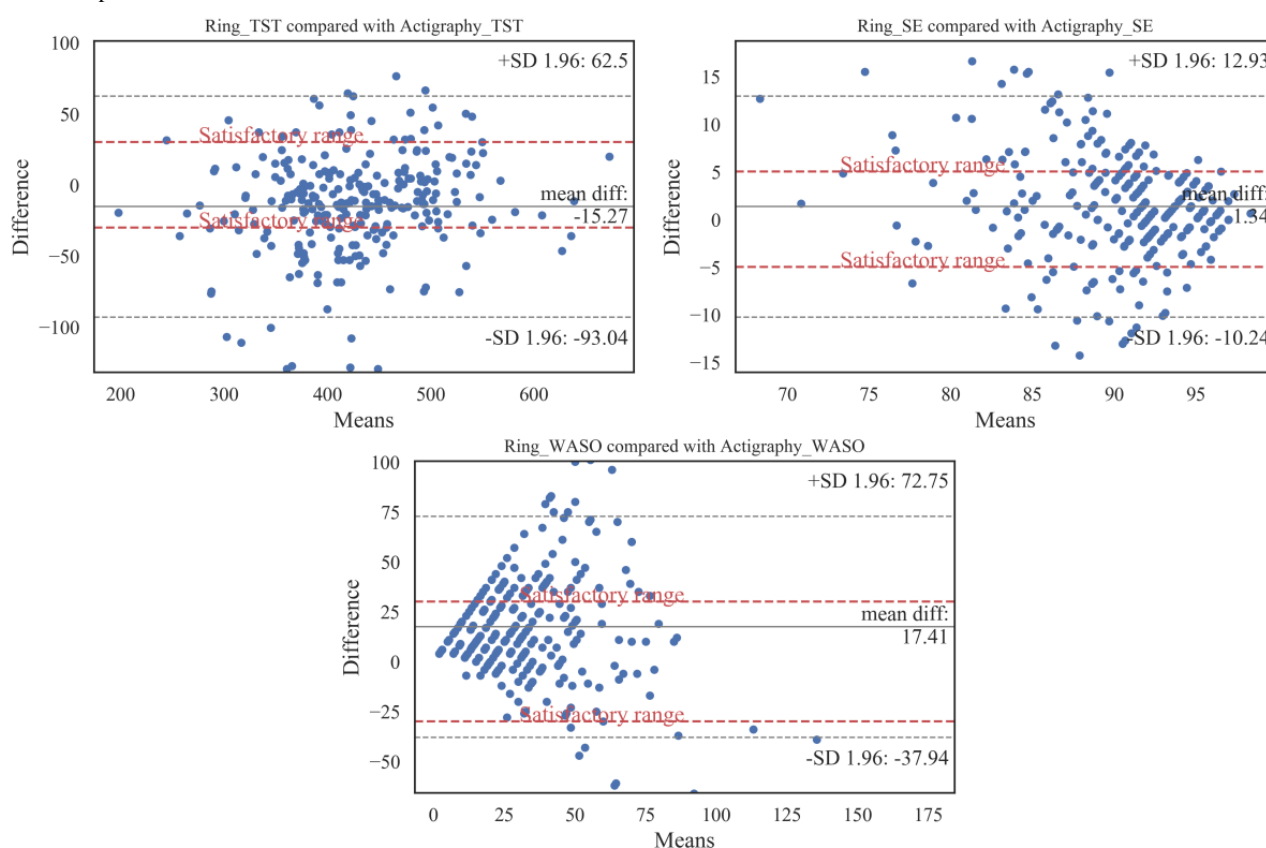 Ring_TST compared with Actigraphy_TST
100
50
0
−50
−100
Difference
+SD 1.96: 62.5
Satisfactory range
mean diff:
-15.27
Satisfactory range
-SD 1.96: -93.04
200 300 400 500 600
Means
Ring_SE compared with Actigraphy_SE
15
10
5
0
−5
−10
−15
Difference
+SD 1.96: 12.93
Satisfactory range
mean diff:
1.34
Satisfactory range
-SD 1.96: -10.24
70 75 80 85 90 95
Means
Ring_WASO compared with Actigraphy_WASO
100
75
50
25
0
−25
−50
Difference
+SD 1.96: 72.75
Satisfactory range
mean diff:
17.41
Satisfactory range
-SD 1.96: -37.94
0 25 50 75 100 125 150 175
Means